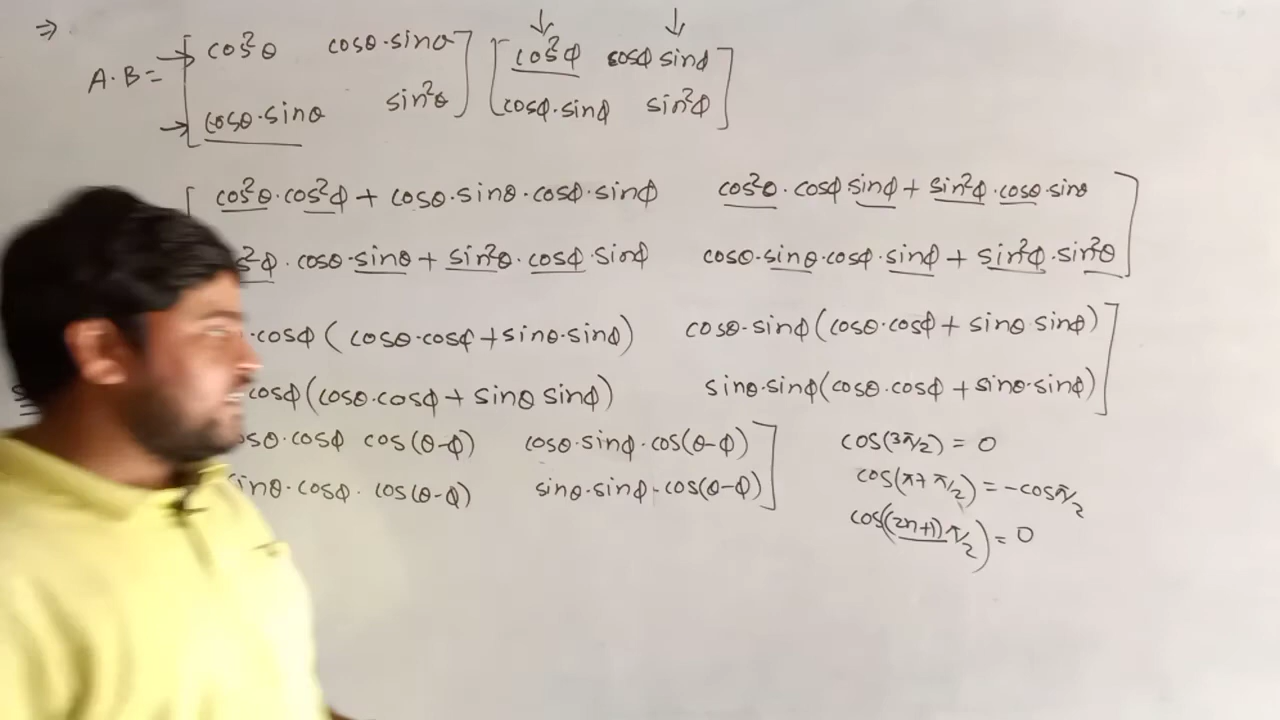 ⇒
A·B = [cos²θ cosθ·sinθ] [cos²ϕ cosϕ sinϕ]
[cosθ·sinθ sin²θ] [cosϕ·sinϕ sin²ϕ]
[cos²θ·cos²ϕ + cosθ·sinθ·cosϕ·sinϕ cos²θ·cosϕ sinϕ + sin²ϕ·cosθ·sinθ]
s²ϕ·cosθ·sinθ + sin²θ·cosϕ·sinϕ cosθ·sinθ·cosϕ·sinϕ + sin²ϕ·sin²θ]
·cosϕ (cosθ·cosϕ + sinθ·sinϕ) cosθ·sinϕ (cosθ·cosϕ + sinθ sinϕ)]
cosϕ (cosθ·cosϕ + sinθ sinϕ) sinθ·sinϕ (cosθ·cosϕ + sinθ·sinϕ)]
osθ·cosϕ cos(θ-ϕ) cosθ·sinϕ·cos(θ-ϕ)] cos(3π/2) = 0
inθ·cosϕ·cos(θ-ϕ) sinθ·sinϕ·cos(θ-ϕ)] cos(π+π/2) = -cosπ/2
cos((2n+1)π/2) = 0